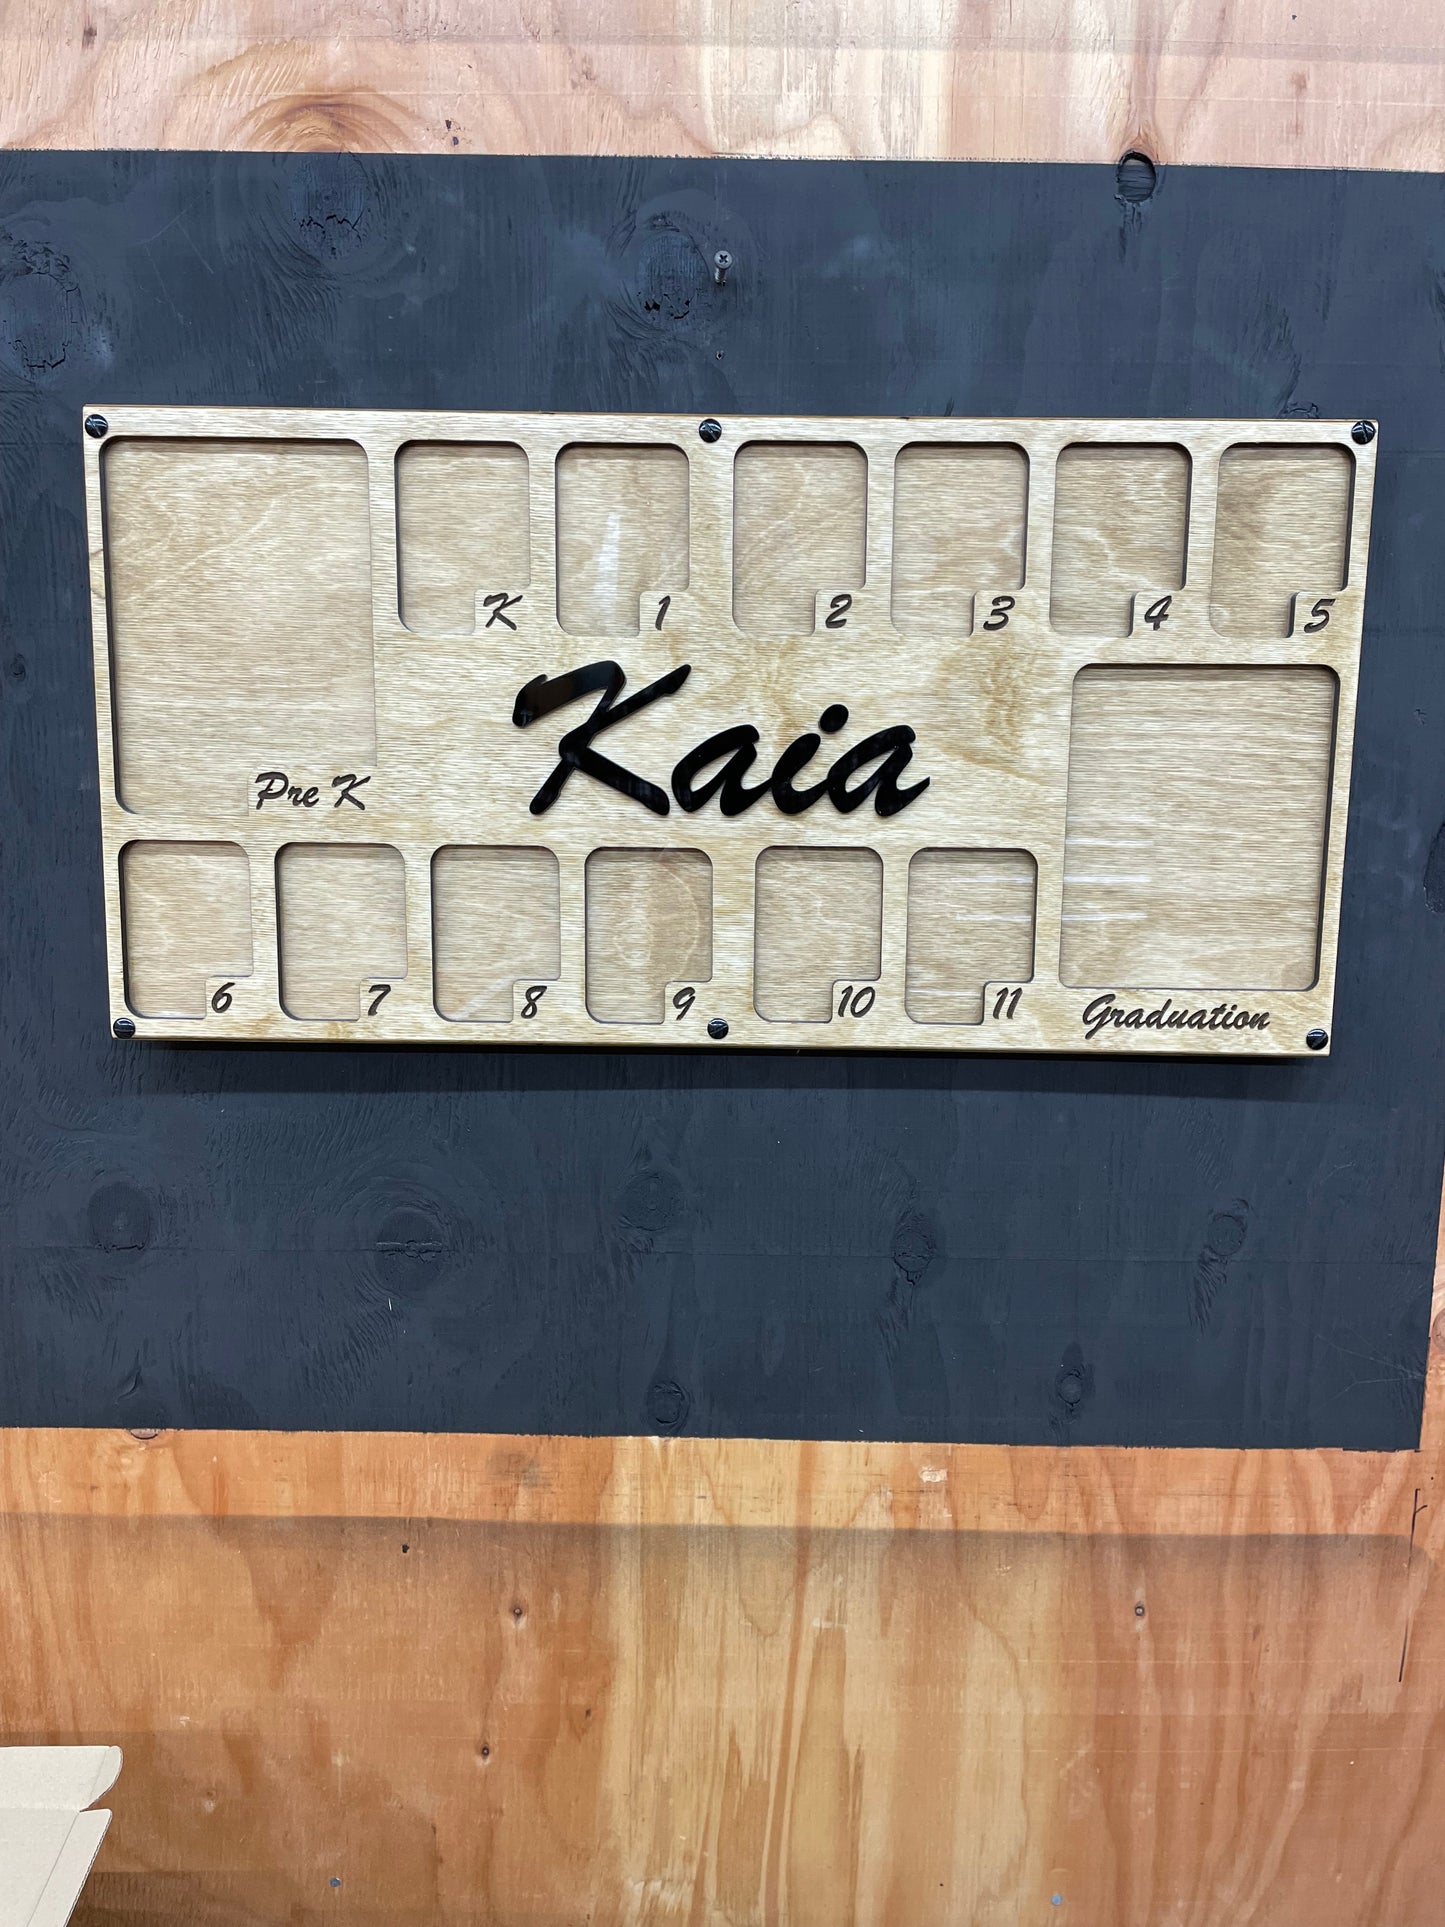 K 1 2 3 4 5
Kaia
Pre K
6 7 8 9 10 11 Graduation